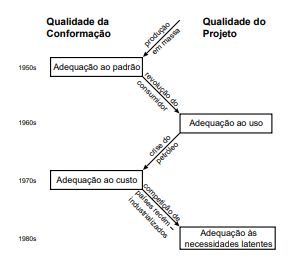 Qualidade da
Conformação
Qualidade do
Projeto
produção
em massa
1950s
Adequação ao padrão
revolução do
consumidor
1960s
Adequação ao uso
crise do
petróleo
1970s
Adequação ao custo
competição de
países recém –
industrializados
1980s
Adequação às
necessidades latentes